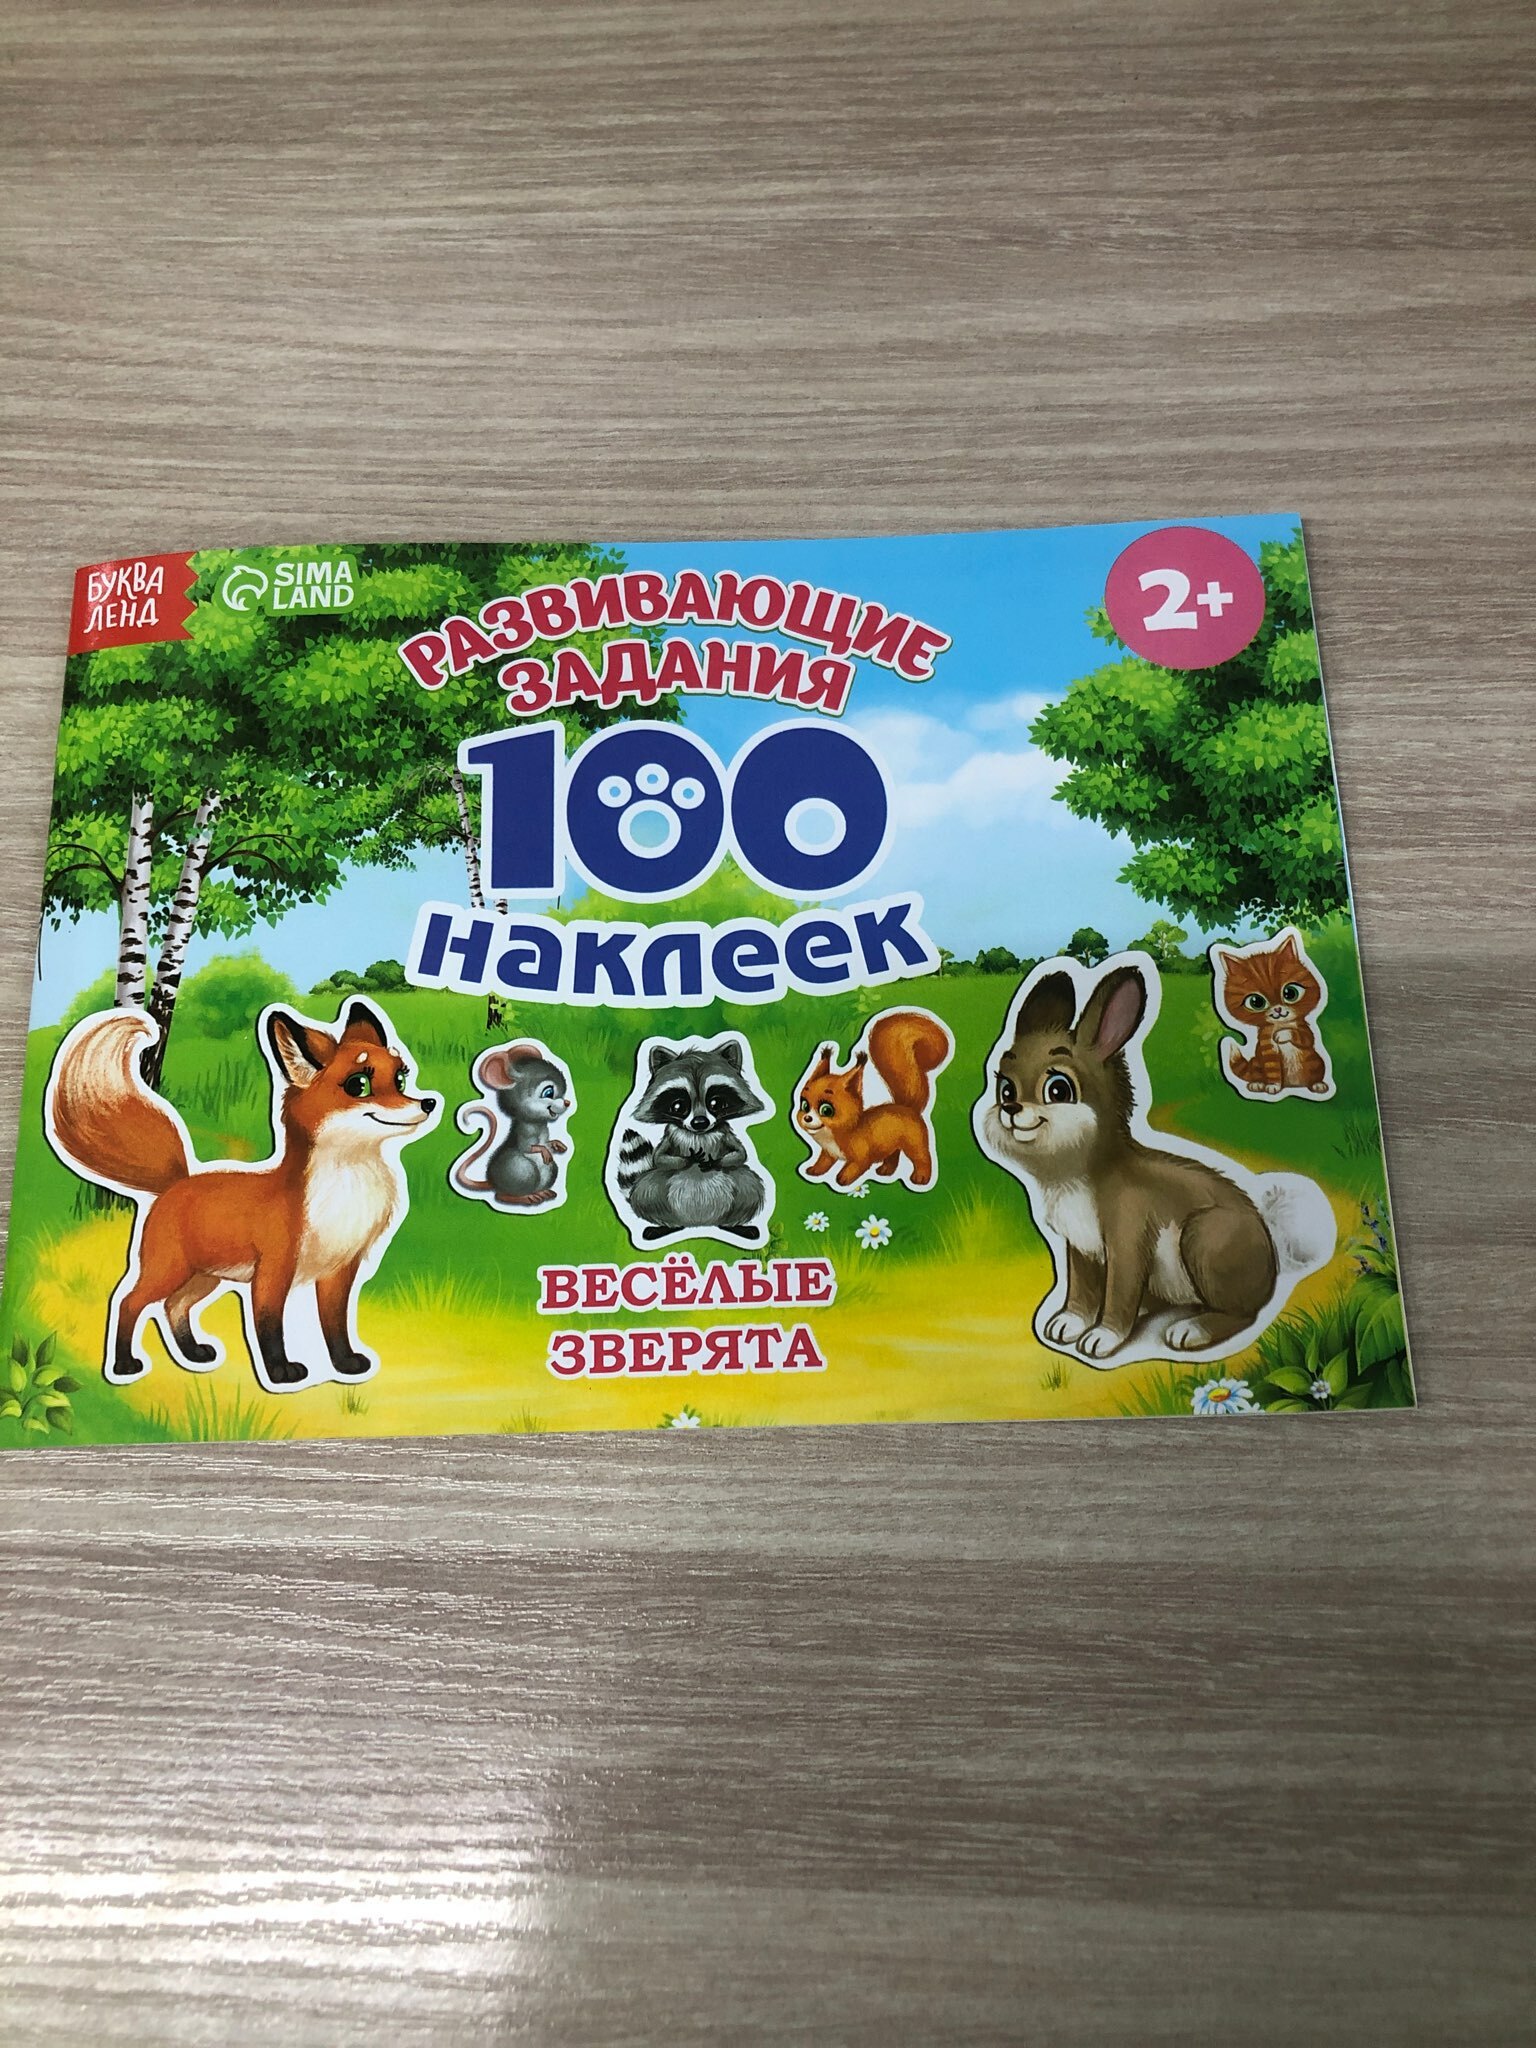 БУКВА
ЛЕНД
SIMA
LAND
2+
РАЗВИВАЮЩИЕ
ЗАДАНИЯ
100
наклеек
ВЕСЁЛЫЕ
ЗВЕРЯТА